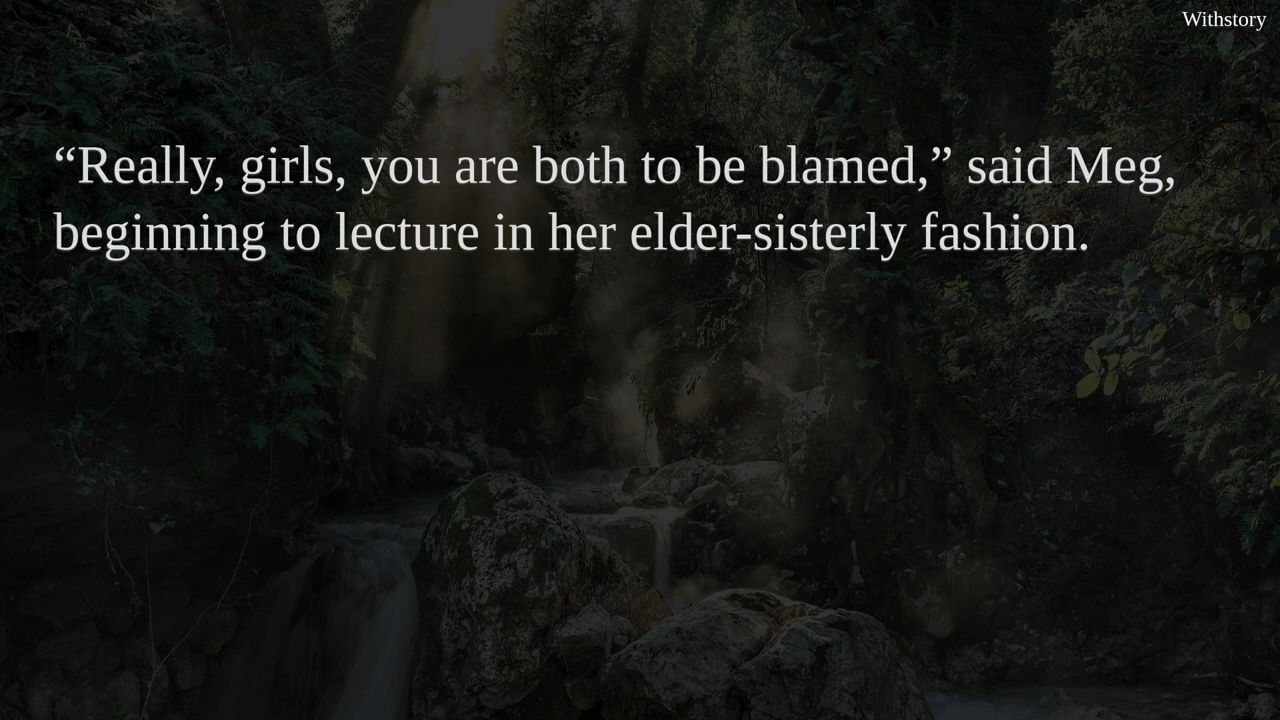 Withstory
“Really, girls, you are both to be blamed,” said Meg,
beginning to lecture in her elder-sisterly fashion.